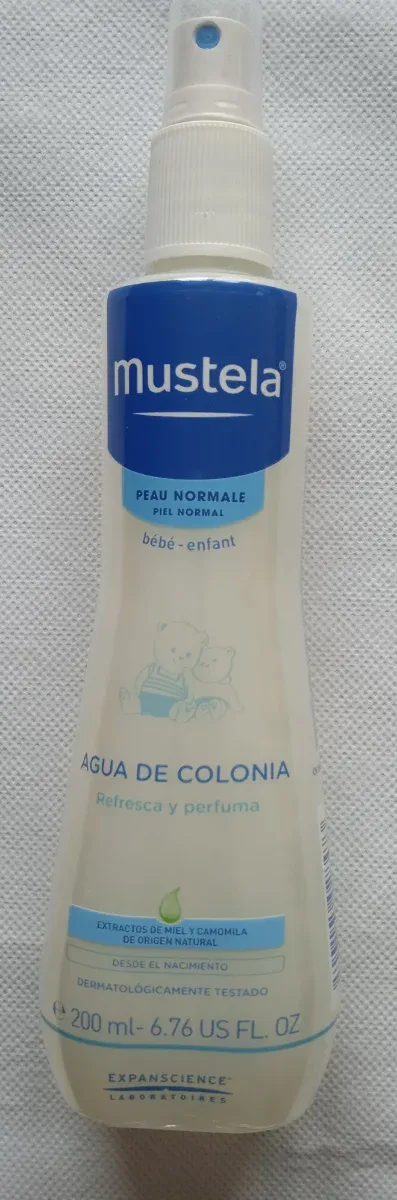 mustela®
PEAU NORMALE
PIEL NORMAL
bébé - enfant
AGUA DE COLONIA
Refresca y perfuma
EXTRACTOS DE MIEL Y CAMOMILA
DE ORIGEN NATURAL
DESDE EL NACIMIENTO
DERMATOLÓGICAMENTE TESTADO
℮ 200 ml- 6.76 US FL. OZ
EXPANSCIENCE
LABORATOIRES